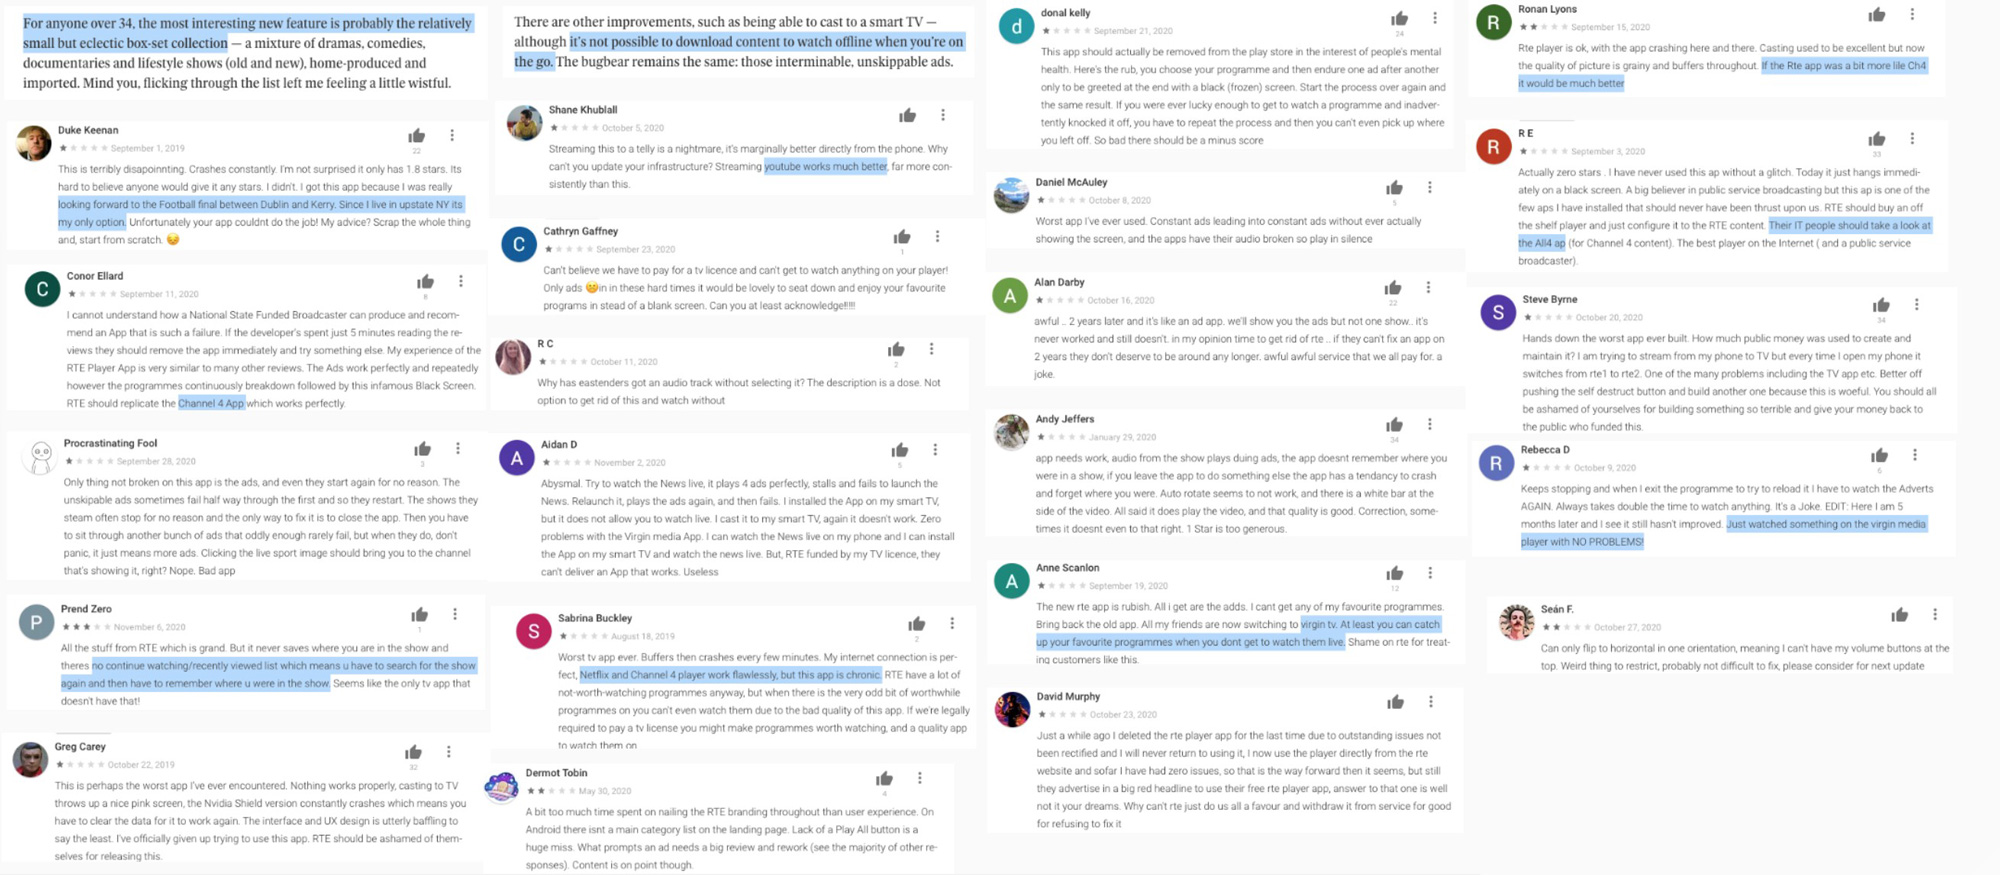 For anyone over 34, the most interesting new feature is probably the relatively
small but eclectic box-set collection — a mixture of dramas, comedies,
documentaries and lifestyle shows (old and new), home-produced and
imported. Mind you, flicking through the list left me feeling a little wistful.
Duke Keenan
September 1, 2019
22
This is terribly disapoinnting. Crashes constantly. I'm not surprised it only has 1.8 stars. Its
hard to believe anyone would give it any stars. I didn't. I got this app because I was really
looking forward to the Football final between Dublin and Kerry. Since I live in upstate NY its
my only option. Unfortunately your app couldnt do the job! My advice? Scrap the whole thing
and, start from scratch. 😔
C
Conor Ellard
September 11, 2020
8
I cannot understand how a National State Funded Broadcaster can produce and recom-
mend an App that is such a failure. If the developer's spent just 5 minutes reading the re-
views they should remove the app immediately and try something else. My experience of the
RTE Player App is very similar to many other reviews. The Ads work perfectly and repeatedly
however the programmes continuously breakdown followed by this infamous Black Screen.
RTE should replicate the Channel 4 App which works perfectly.
Procrastinating Fool
September 28, 2020
3
Only thing not broken on this app is the ads, and even they start again for no reason. The
unskipable ads sometimes fail half way through the first and so they restart. The shows they
steam often stop for no reason and the only way to fix it is to close the app. Then you have
to sit through another bunch of ads that oddly enough rarely fail, but when they do, don't
panic, it just means more ads. Clicking the live sport image should bring you to the channel
that's showing it, right? Nope. Bad app
P
Prend Zero
November 6, 2020
1
All the stuff from RTE which is grand. But it never saves where you are in the show and
theres no continue watching/recently viewed list which means u have to search for the show
again and then have to remember where u were in the show. Seems like the only tv app that
doesn't have that!
Greg Carey
October 22, 2019
32
This is perhaps the worst app I've ever encountered. Nothing works properly, casting to TV
throws up a nice pink screen, the Nvidia Shield version constantly crashes which means you
have to clear the data for it to work again. The interface and UX design is utterly baffling to
say the least. I've officially given up trying to use this app. RTE should be ashamed of them-
selves for releasing this.
There are other improvements, such as being able to cast to a smart TV —
although it's not possible to download content to watch offline when you're on
the go. The bugbear remains the same: those interminable, unskippable ads.
Shane Khublall
October 5, 2020
Streaming this to a telly is a nightmare, it's marginally better directly from the phone. Why
can't you update your infrastructure? Streaming youtube works much better, far more con-
sistently than this.
C
Cathryn Gaffney
September 23, 2020
1
Can't believe we have to pay for a tv licence and can't get to watch anything on your player!
Only ads 😕in in these hard times it would be lovely to seat down and enjoy your favourite
programs in stead of a blank screen. Can you at least acknowledge!!!!!
R C
October 11, 2020
2
Why has eastenders got an audio track without selecting it? The description is a dose. Not
option to get rid of this and watch without
A
Aidan D
November 2, 2020
5
Abysmal. Try to watch the News live, it plays 4 ads perfectly, stalls and fails to launch the
News. Relaunch it, plays the ads again, and then fails. I installed the App on my smart TV,
but it does not allow you to watch live. I cast it to my smart TV, again it doesn't work. Zero
problems with the Virgin media App. I can watch the News live on my phone and I can install
the App on my smart TV and watch the news live. But, RTE funded by my TV licence, they
can't deliver an App that works. Useless
S
Sabrina Buckley
August 18, 2019
2
Worst tv app ever. Buffers then crashes every few minutes. My internet connection is per-
fect, Netflix and Channel 4 player work flawlessly, but this app is chronic. RTE have a lot of
not-worth-watching programmes anyway, but when there is the very odd bit of worthwhile
programmes on you can't even watch them due to the bad quality of this app. If we're legally
required to pay a tv license you might make programmes worth watching, and a quality app
to watch them on
Dermot Tobin
May 30, 2020
4
A bit too much time spent on nailing the RTE branding throughout than user experience. On
Android there isnt a main category list on the landing page. Lack of a Play All button is a
huge miss. What prompts an ad needs a big review and rework (see the majority of other re-
sponses). Content is on point though.
d
donal kelly
September 21, 2020
24
This app should actually be removed from the play store in the interest of people's mental
health. Here's the rub, you choose your programme and then endure one ad after another
only to be greeted at the end with a black (frozen) screen. Start the process over again and
the same result. If you were ever lucky enough to get to watch a programme and inadver-
tently knocked it off, you have to repeat the process and then you can't even pick up where
you left off. So bad there should be a minus score
Daniel McAuley
October 8, 2020
5
Worst app I've ever used. Constant ads leading into constant ads without ever actually
showing the screen, and the apps have their audio broken so play in silence
A
Alan Darby
October 16, 2020
22
awful .. 2 years later and it's like an ad app. we'll show you the ads but not one show.. it's
never worked and still doesn't. in my opinion time to get rid of rte .. if they can't fix an app on
2 years they don't deserve to be around any longer. awful awful service that we all pay for. a
joke.
Andy Jeffers
January 29, 2020
34
app needs work, audio from the show plays duing ads, the app doesnt remember where you
were in a show, if you leave the app to do something else the app has a tendancy to crash
and forget where you were. Auto rotate seems to not work, and there is a white bar at the
side of the video. All said it does play the video, and that quality is good. Correction, some-
times it doesnt even to that right. 1 Star is too generous.
A
Anne Scanlon
September 19, 2020
12
The new rte app is rubish. All i get are the adds. I cant get any of my favourite programmes.
Bring back the old app. All my friends are now switching to virgin tv. At least you can catch
up your favourite programmes when you dont get to watch them live. Shame on rte for treat-
ing customers like this.
David Murphy
October 23, 2020
Just a while ago I deleted the rte player app for the last time due to outstanding issues not
been rectified and I will never return to using it, I now use the player directly from the rte
website and sofar I have had zero issues, so that is the way forward then it seems, but still
they advertise in a big red headline to use their free rte player app, answer to that one is well
not it your dreams. Why can't rte just do us all a favour and withdraw it from service for good
for refusing to fix it
R
Ronan Lyons
September 15, 2020
Rte player is ok, with the app crashing here and there. Casting used to be excellent but now
the quality of picture is grainy and buffers throughout. If the Rte app was a bit more lile Ch4
it would be much better
R
R E
September 3, 2020
33
Actually zero stars . I have never used this ap without a glitch. Today it just hangs immedi-
ately on a black screen. A big believer in public service broadcasting but this ap is one of the
few aps I have installed that should never have been thrust upon us. RTE should buy an off
the shelf player and just configure it to the RTE content. Their IT people should take a look at
the All4 ap (for Channel 4 content). The best player on the Internet ( and a public service
broadcaster).
S
Steve Byrne
October 20, 2020
34
Hands down the worst app ever built. How much public money was used to create and
maintain it? I am trying to stream from my phone to TV but every time I open my phone it
switches from rte1 to rte2. One of the many problems including the TV app etc. Better off
pushing the self destruct button and build another one because this is woeful. You should all
be ashamed of yourselves for building something so terrible and give your money back to
the public who funded this.
R
Rebecca D
October 9, 2020
6
Keeps stopping and when I exit the programme to try to reload it I have to watch the Adverts
AGAIN. Always takes double the time to watch anything. It's a Joke. EDIT: Here I am 5
months later and I see it still hasn't improved. Just watched something on the virgin media
player with NO PROBLEMS!
Seán F.
October 27, 2020
Can only flip to horizontal in one orientation, meaning I can't have my volume buttons at the
top. Weird thing to restrict, probably not difficult to fix, please consider for next update